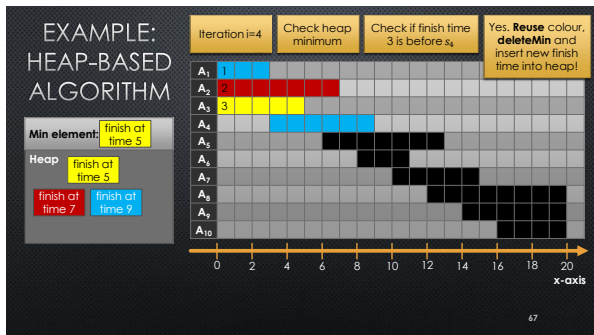 EXAMPLE:
HEAP-BASED
ALGORITHM
Iteration i=4
Check heap
minimum
Check if finish time
3 is before s₄
Yes. Reuse colour,
deleteMin and
insert new finish
time into heap!
Min element:
finish at
time 5
Heap
finish at
time 5
finish at
time 7
finish at
time 9
A₁ 1
A₂ 2
A₃ 3
A₄
A₅
A₆
A₇
A₈
A₉
A₁₀
0 2 4 6 8 10 12 14 16 18 20
x-axis
67